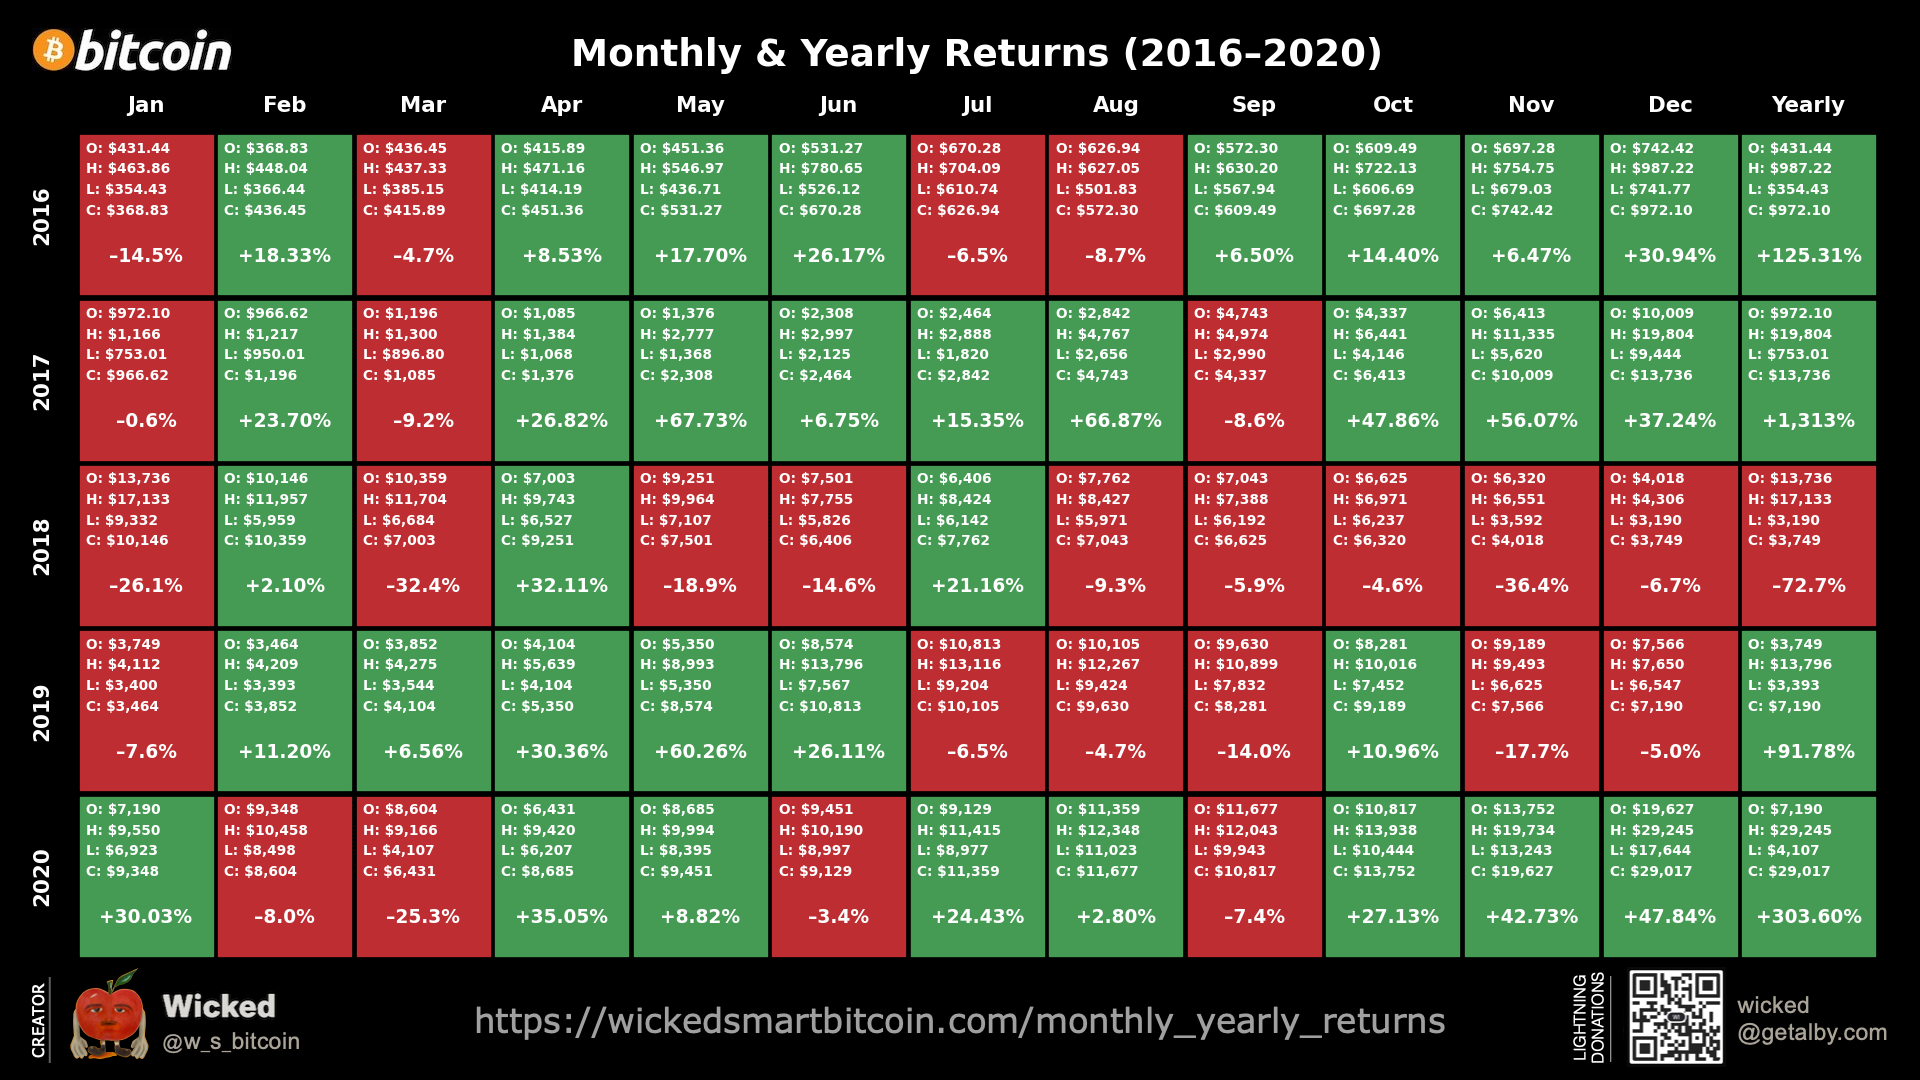 bitcoin
Monthly & Yearly Returns (2016–2020)
Jan Feb Mar Apr May Jun Jul Aug Sep Oct Nov Dec Yearly
2016
O: $431.44 O: $368.83 O: $436.45 O: $415.89 O: $451.36 O: $531.27 O: $670.28 O: $626.94 O: $572.30 O: $609.49 O: $697.28 O: $742.42 O: $431.44
H: $463.86 H: $448.04 H: $437.33 H: $471.16 H: $546.97 H: $780.65 H: $704.09 H: $627.05 H: $630.20 H: $722.13 H: $754.75 H: $987.22 H: $987.22
L: $354.43 L: $366.44 L: $385.15 L: $414.19 L: $436.71 L: $526.12 L: $610.74 L: $501.83 L: $567.94 L: $606.69 L: $679.03 L: $741.77 L: $354.43
C: $368.83 C: $436.45 C: $415.89 C: $451.36 C: $531.27 C: $670.28 C: $626.94 C: $572.30 C: $609.49 C: $697.28 C: $742.42 C: $972.10 C: $972.10
–14.5% +18.33% –4.7% +8.53% +17.70% +26.17% –6.5% –8.7% +6.50% +14.40% +6.47% +30.94% +125.31%
2017
O: $972.10 O: $966.62 O: $1,196 O: $1,085 O: $1,376 O: $2,308 O: $2,464 O: $2,842 O: $4,743 O: $4,337 O: $6,413 O: $10,009 O: $972.10
H: $1,166 H: $1,217 H: $1,300 H: $1,384 H: $2,777 H: $2,997 H: $2,888 H: $4,767 H: $4,974 H: $6,441 H: $11,335 H: $19,804 H: $19,804
L: $753.01 L: $950.01 L: $896.80 L: $1,068 L: $1,368 L: $2,125 L: $1,820 L: $2,656 L: $2,990 L: $4,146 L: $5,620 L: $9,444 L: $753.01
C: $966.62 C: $1,196 C: $1,085 C: $1,376 C: $2,308 C: $2,464 C: $2,842 C: $4,743 C: $4,337 C: $6,413 C: $10,009 C: $13,736 C: $13,736
–0.6% +23.70% –9.2% +26.82% +67.73% +6.75% +15.35% +66.87% –8.6% +47.86% +56.07% +37.24% +1,313%
2018
O: $13,736 O: $10,146 O: $10,359 O: $7,003 O: $9,251 O: $7,501 O: $6,406 O: $7,762 O: $7,043 O: $6,625 O: $6,320 O: $4,018 O: $13,736
H: $17,133 H: $11,957 H: $11,704 H: $9,743 H: $9,964 H: $7,755 H: $8,424 H: $8,427 H: $7,388 H: $6,971 H: $6,551 H: $4,306 H: $17,133
L: $9,332 L: $5,959 L: $6,684 L: $6,527 L: $7,107 L: $5,826 L: $6,142 L: $5,971 L: $6,192 L: $6,237 L: $3,592 L: $3,190 L: $3,190
C: $10,146 C: $10,359 C: $7,003 C: $9,251 C: $7,501 C: $6,406 C: $7,762 C: $7,043 C: $6,625 C: $6,320 C: $4,018 C: $3,749 C: $3,749
–26.1% +2.10% –32.4% +32.11% –18.9% –14.6% +21.16% –9.3% –5.9% –4.6% –36.4% –6.7% –72.7%
2019
O: $3,749 O: $3,464 O: $3,852 O: $4,104 O: $5,350 O: $8,574 O: $10,813 O: $10,105 O: $9,630 O: $8,281 O: $9,189 O: $7,566 O: $3,749
H: $4,112 H: $4,209 H: $4,275 H: $5,639 H: $8,993 H: $13,796 H: $13,116 H: $12,267 H: $10,899 H: $10,016 H: $9,493 H: $7,650 H: $13,796
L: $3,400 L: $3,393 L: $3,544 L: $4,104 L: $5,350 L: $7,567 L: $9,204 L: $9,424 L: $7,832 L: $7,452 L: $6,625 L: $6,547 L: $3,393
C: $3,464 C: $3,852 C: $4,104 C: $5,350 C: $8,574 C: $10,813 C: $10,105 C: $9,630 C: $8,281 C: $9,189 C: $7,566 C: $7,190 C: $7,190
–7.6% +11.20% +6.56% +30.36% +60.26% +26.11% –6.5% –4.7% –14.0% +10.96% –17.7% –5.0% +91.78%
2020
O: $7,190 O: $9,348 O: $8,604 O: $6,431 O: $8,685 O: $9,451 O: $9,129 O: $11,359 O: $11,677 O: $10,817 O: $13,752 O: $19,627 O: $7,190
H: $9,550 H: $10,458 H: $9,166 H: $9,420 H: $9,994 H: $10,190 H: $11,415 H: $12,348 H: $12,043 H: $13,938 H: $19,734 H: $29,245 H: $29,245
L: $6,923 L: $8,498 L: $4,107 L: $6,207 L: $8,395 L: $8,997 L: $8,977 L: $11,023 L: $9,943 L: $10,444 L: $13,243 L: $17,644 L: $4,107
C: $9,348 C: $8,604 C: $6,431 C: $8,685 C: $9,451 C: $9,129 C: $11,359 C: $11,677 C: $10,817 C: $13,752 C: $19,627 C: $29,017 C: $29,017
+30.03% –8.0% –25.3% +35.05% +8.82% –3.4% +24.43% +2.80% –7.4% +27.13% +42.73% +47.84% +303.60%
CREATOR
Wicked
@w_s_bitcoin
https://wickedsmartbitcoin.com/monthly_yearly_returns
LIGHTNING
DONATIONS
wicked
@getalby.com